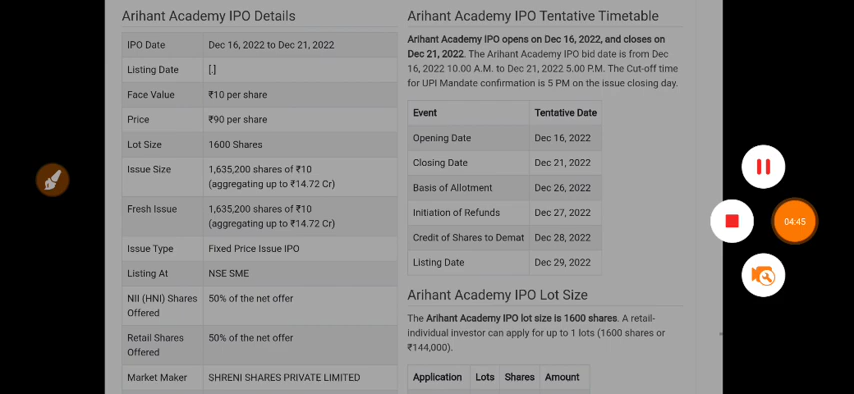 Arihant Academy IPO Details
IPO Date Dec 16, 2022 to Dec 21, 2022
Listing Date [.]
Face Value ₹10 per share
Price ₹90 per share
Lot Size 1600 Shares
Issue Size 1,635,200 shares of ₹10
(aggregating up to ₹14.72 Cr)
Fresh Issue 1,635,200 shares of ₹10
(aggregating up to ₹14.72 Cr)
Issue Type Fixed Price Issue IPO
Listing At NSE SME
NII (HNI) Shares 50% of the net offer
Offered
Retail Shares 50% of the net offer
Offered
Market Maker SHRENI SHARES PRIVATE LIMITED
Arihant Academy IPO Tentative Timetable
Arihant Academy IPO opens on Dec 16, 2022, and closes on
Dec 21, 2022. The Arihant Academy IPO bid date is from Dec
16, 2022 10.00 A.M. to Dec 21, 2022 5.00 P.M. The Cut-off time
for UPI Mandate confirmation is 5 PM on the issue closing day.
Event Tentative Date
Opening Date Dec 16, 2022
Closing Date Dec 21, 2022
Basis of Allotment Dec 26, 2022
Initiation of Refunds Dec 27, 2022
Credit of Shares to Demat Dec 28, 2022
Listing Date Dec 29, 2022
Arihant Academy IPO Lot Size
The Arihant Academy IPO lot size is 1600 shares. A retail-
individual investor can apply for up to 1 lots (1600 shares or
₹144,000).
Application Lots Shares Amount
04:45